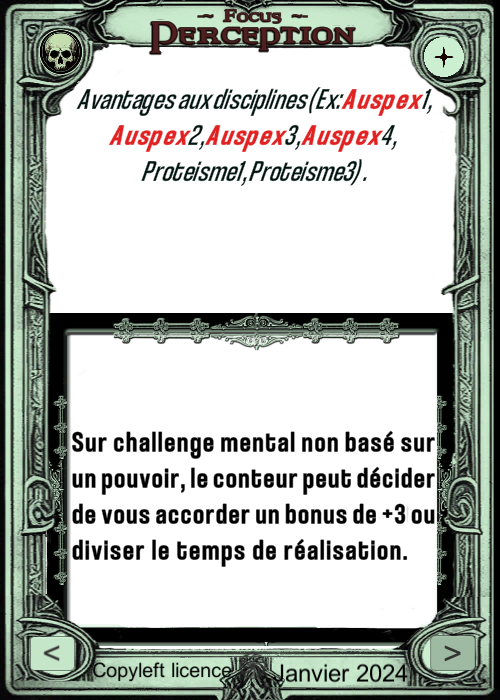 ~ Focus ~
Perception
Avantages aux disciplines (Ex:Auspex1,
Auspex2,Auspex3,Auspex4,
Proteisme1,Proteisme3).
Sur challenge mental non basé sur
un pouvoir, le conteur peut décider
de vous accorder un bonus de +3 ou
diviser le temps de réalisation.
< >
Copyleft licence Janvier 2024